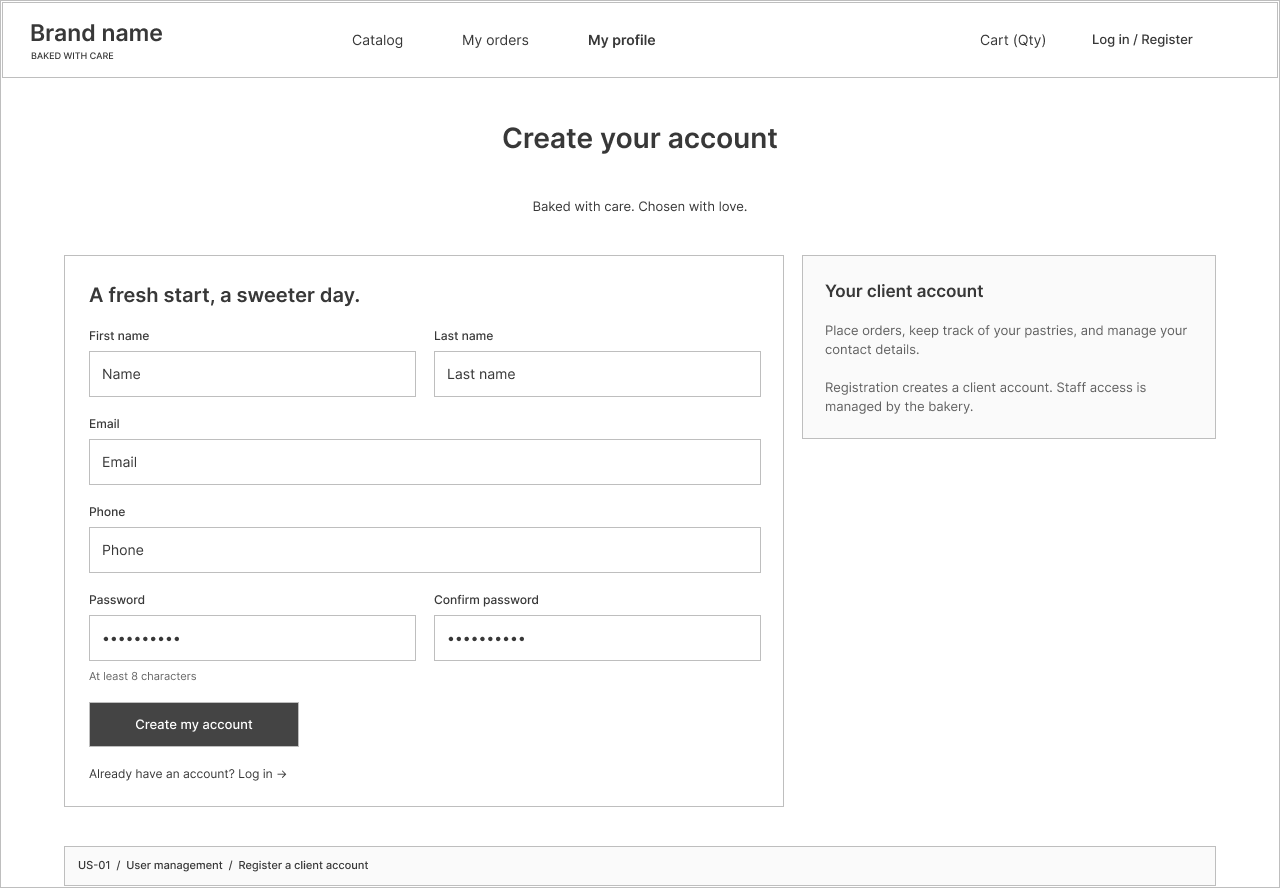 Brand name
BAKED WITH CARE
Catalog
My orders
My profile
Cart (Qty)
Log in / Register
Create your account
Baked with care. Chosen with love.
A fresh start, a sweeter day.
First name
Last name
Name
Last name
Email
Email
Phone
Phone
Password
Confirm password
••••••••••
••••••••••
At least 8 characters
Create my account
Already have an account? Log in →
Your client account
Place orders, keep track of your pastries, and manage your
contact details.
Registration creates a client account. Staff access is
managed by the bakery.
US-01 / User management / Register a client account